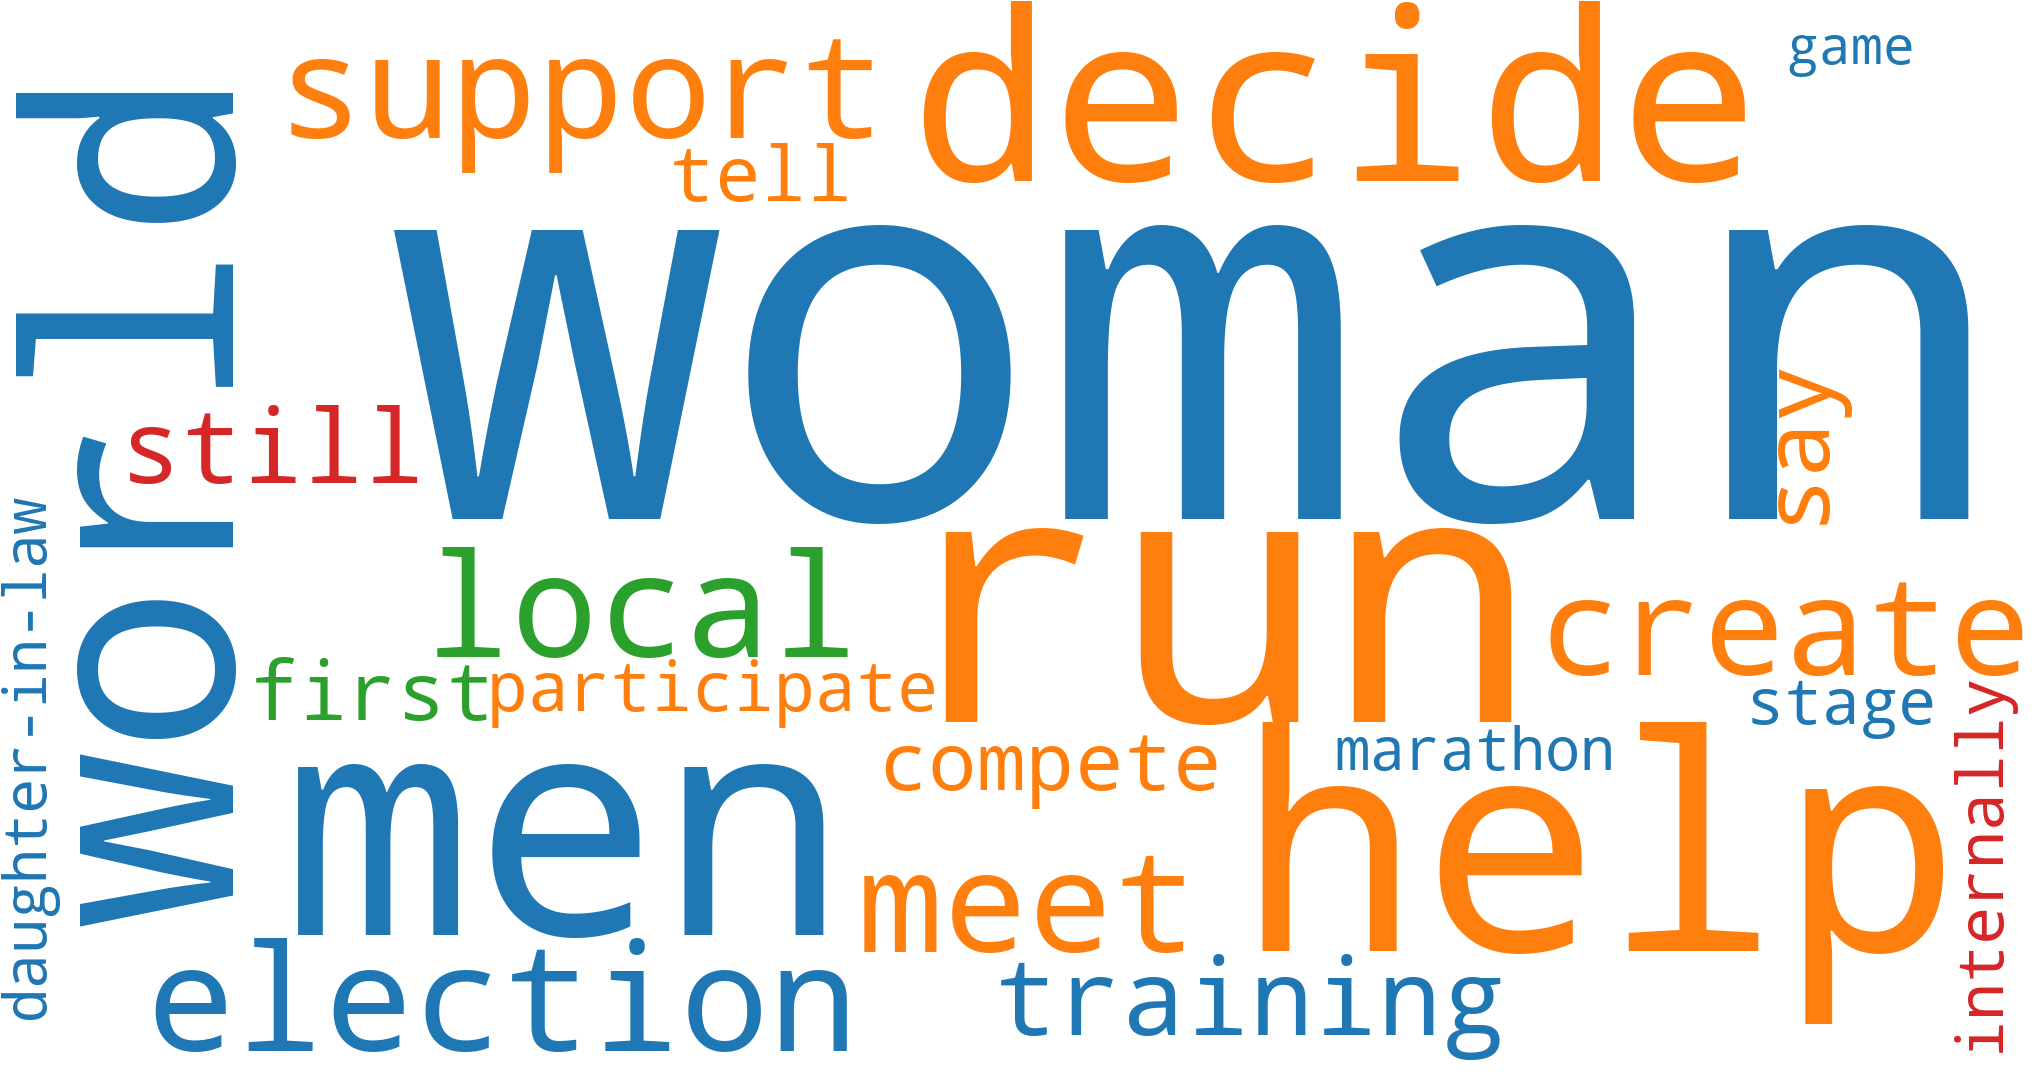 support
decide
game
tell
world
woman
still
say
daughter-in-law
local
run
create
first
participate
stage
internally
men
compete
marathon
help
meet
election
training